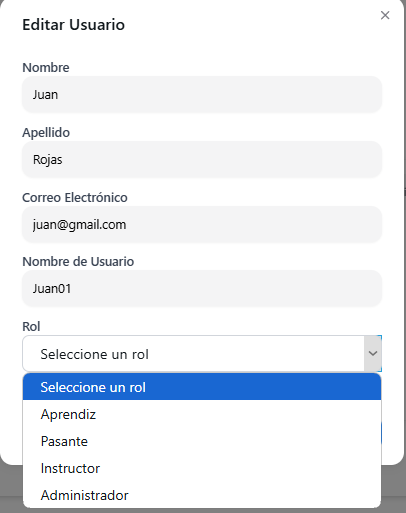 Editar Usuario
Nombre
Juan
Apellido
Rojas
Correo Electrónico
juan@gmail.com
Nombre de Usuario
Juan01
Rol
Seleccione un rol
Seleccione un rol
Aprendiz
Pasante
Instructor
Administrador